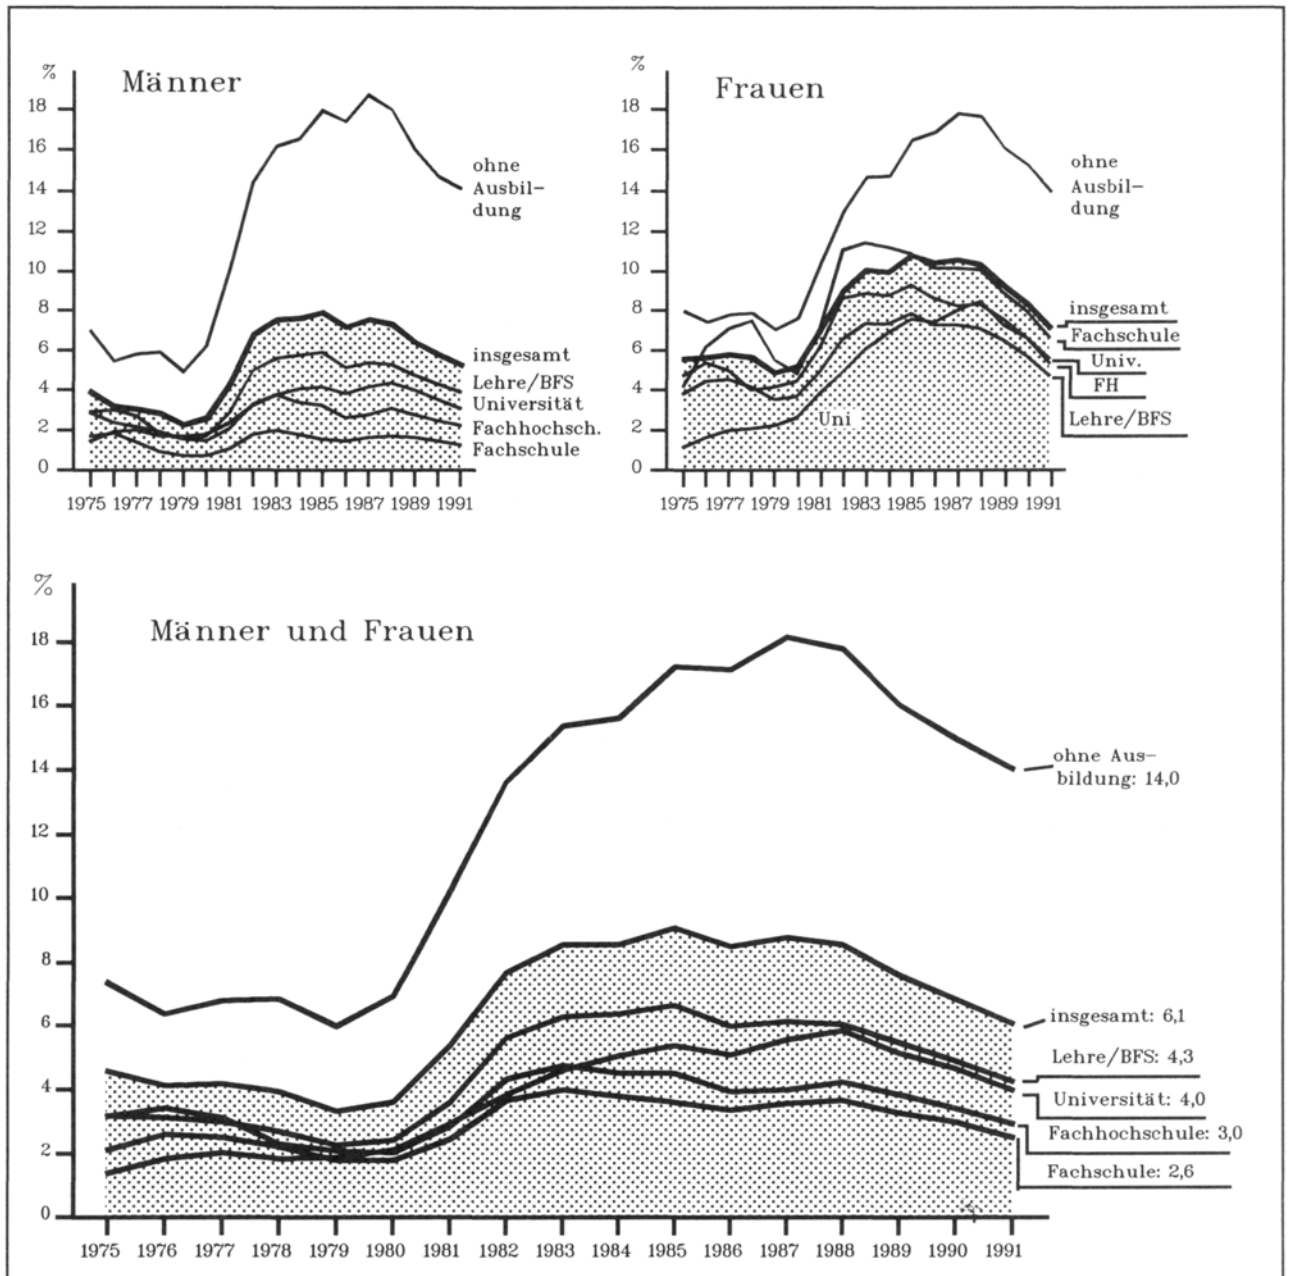 %
Männer
18
16
14
12
10
8
6
4
2
0
ohne
Ausbil-
dung
insgesamt
Lehre/BFS
Universität
Fachhochsch.
Fachschule
1975 1977 1979 1981 1983 1985 1987 1989 1991
%
Frauen
18
16
14
12
10
8
6
4
2
0
ohne
Ausbil-
dung
insgesamt
Fachschule
Univ.
FH
Lehre/BFS
Uni
1975 1977 1979 1981 1983 1985 1987 1989 1991
%
Männer und Frauen
18
16
14
12
10
8
6
4
2
0
ohne Aus-
bildung: 14,0
insgesamt: 6,1
Lehre/BFS: 4,3
Universität: 4,0
Fachhochschule: 3,0
Fachschule: 2,6
1975 1976 1977 1978 1979 1980 1981 1982 1983 1984 1985 1986 1987 1988 1989 1990 1991